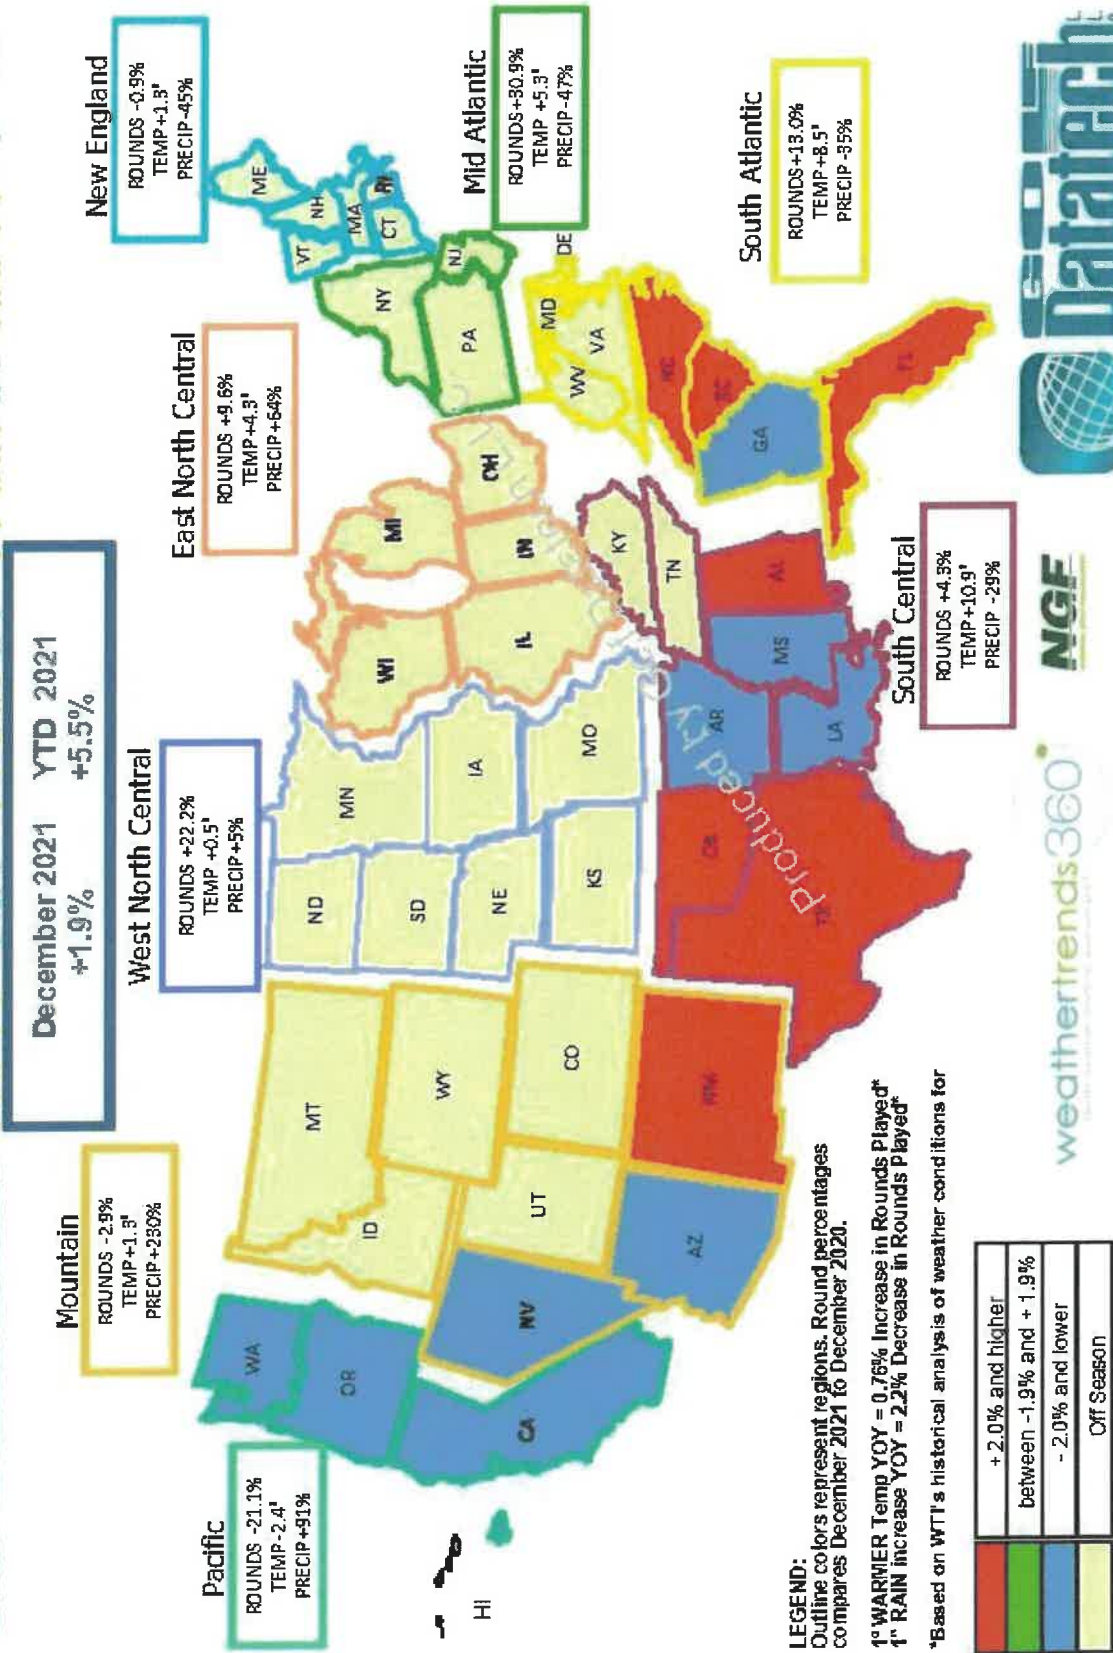 December 2021 YTD 2021
+1.9% +5.5%
Pacific
ROUNDS -21.1%
TEMP -2.4°
PRECIP +91%
Mountain
ROUNDS -2.9%
TEMP +1.3°
PRECIP +230%
West North Central
ROUNDS +22.2%
TEMP +0.5°
PRECIP +5%
East North Central
ROUNDS +9.6%
TEMP +4.3°
PRECIP +64%
New England
ROUNDS -0.9%
TEMP +1.3°
PRECIP -45%
Mid Atlantic
ROUNDS +30.9%
TEMP +5.3°
PRECIP -47%
South Atlantic
ROUNDS +13.0%
TEMP +8.5°
PRECIP -35%
South Central
ROUNDS +4.3%
TEMP +10.9°
PRECIP -29%
WA
OR
CA
NV
ID
MT
WY
UT
CO
AZ
NM
ND
SD
NE
KS
MN
IA
MO
OK
TX
AR
LA
MS
AL
TN
KY
WI
MI
IL
IN
OH
NY
PA
NJ
VT
NH
ME
MA
CT
RI
MD
DE
WV
VA
NC
SC
GA
FL
HI
Produced by
LEGEND:
Outline colors represent regions. Round percentages
compares December 2021 to December 2020.
1° WARMER Temp YOY = 0.76% Increase in Rounds Played*
1" RAIN increase YOY = 2.2% Decrease in Rounds Played*
*Based on WTI's historical analysis of weather conditions for
+ 2.0% and higher
between -1.9% and + 1.9%
- 2.0% and lower
Off Season
weathertrends360°
NGF
Datatech